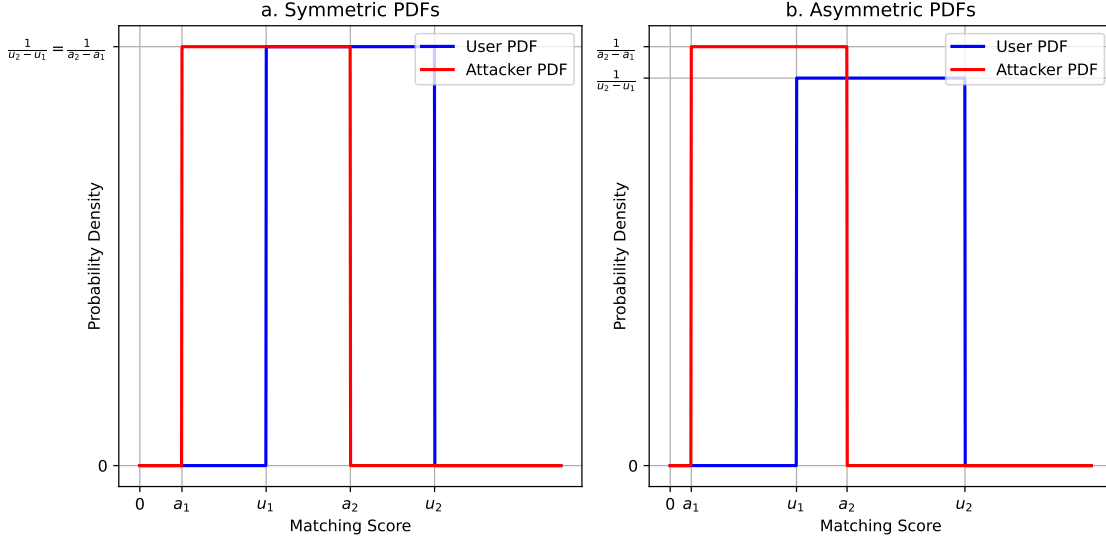 a. Symmetric PDFs
1/(u₂ − u₁) = 1/(a₂ − a₁)
User PDF
Attacker PDF
Probability Density
0
0 a₁ u₁ a₂ u₂
Matching Score
b. Asymmetric PDFs
1/(a₂ − a₁)
1/(u₂ − u₁)
User PDF
Attacker PDF
Probability Density
0
0 a₁ u₁ a₂ u₂
Matching Score